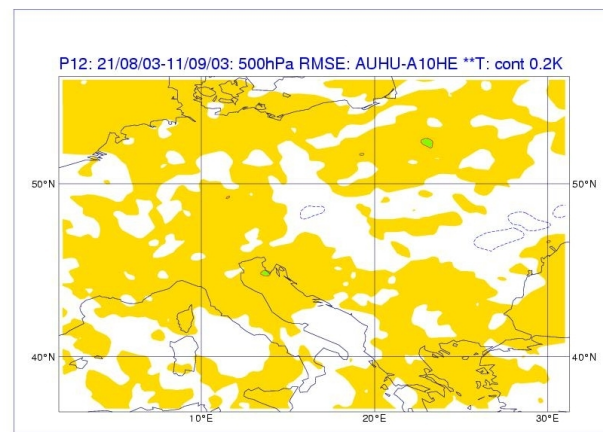 P12: 21/08/03-11/09/03: 500hPa RMSE: AUHU-A10HE **T: cont 0.2K
50°N 50°N
40°N 40°N
10°E 20°E 30°E